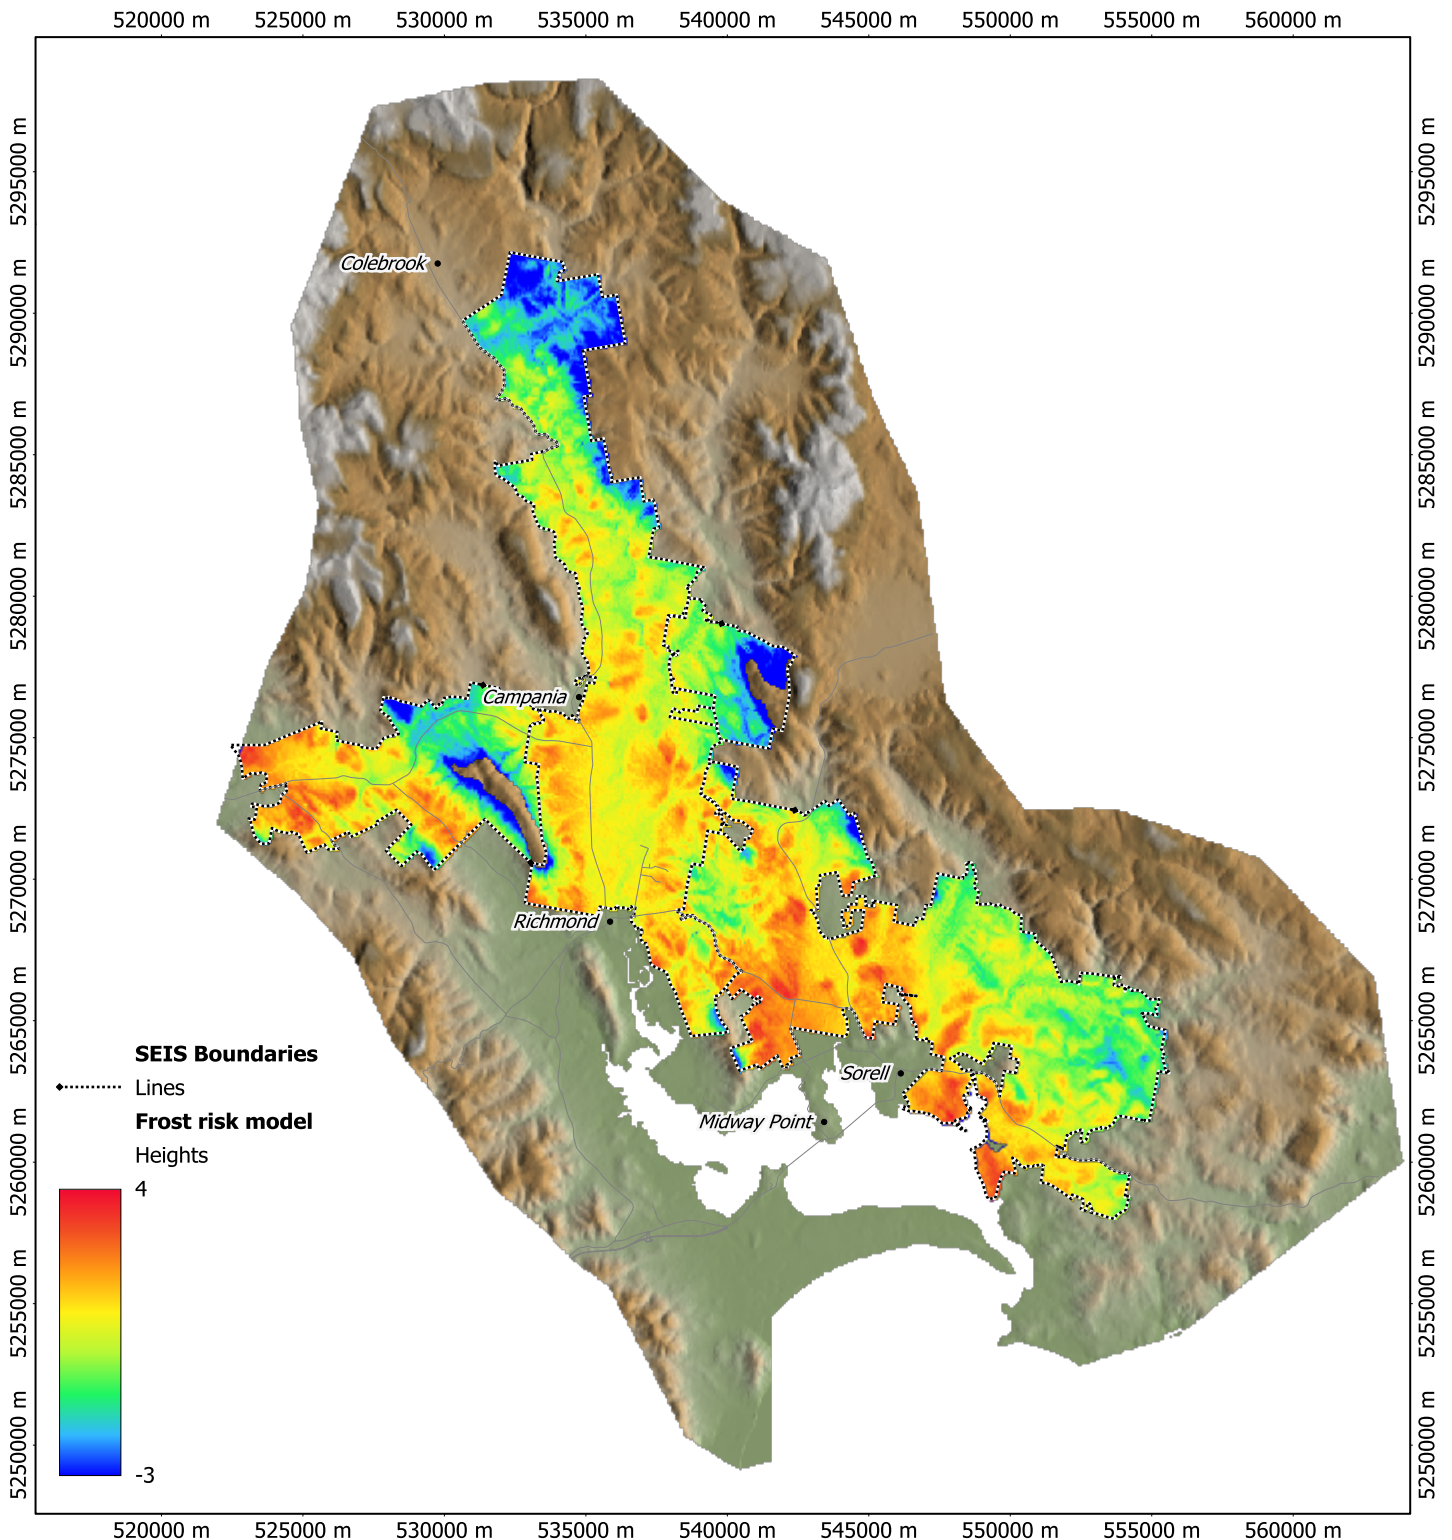 520000 m 525000 m 530000 m 535000 m 540000 m 545000 m 550000 m 555000 m 560000 m
5295000 m 5295000 m
Colebrook
5290000 m 5290000 m
5285000 m 5285000 m
5280000 m 5280000 m
Campania
5275000 m 5275000 m
5270000 m 5270000 m
Richmond
5265000 m 5265000 m
SEIS Boundaries
Sorell
Lines
Midway Point
Frost risk model
Heights
5260000 m 5260000 m
4
5255000 m 5255000 m
5250000 m 5250000 m
-3
520000 m 525000 m 530000 m 535000 m 540000 m 545000 m 550000 m 555000 m 560000 m